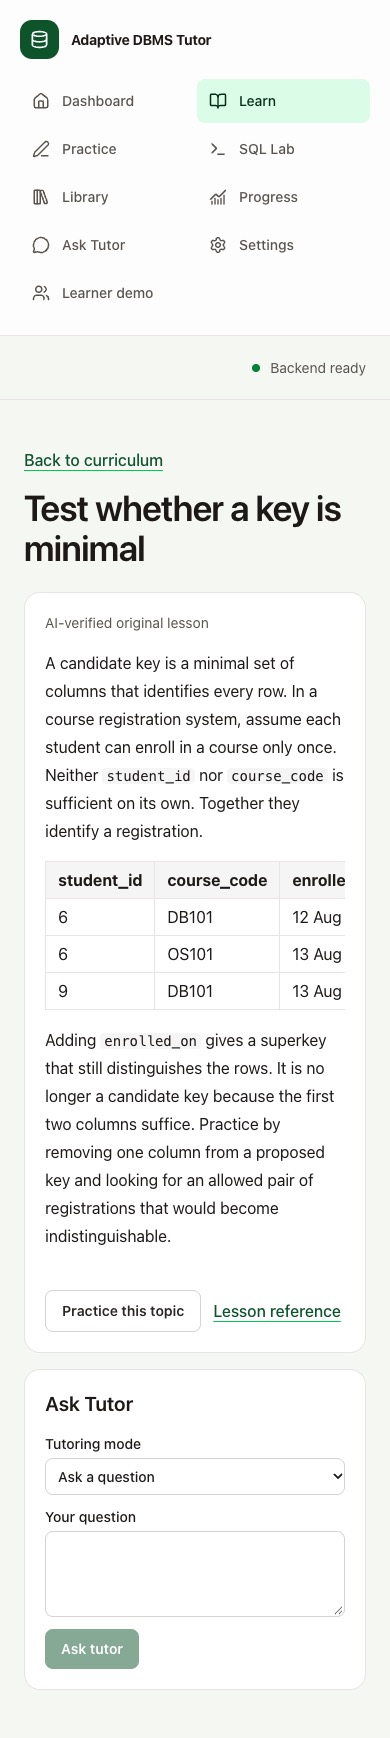 Adaptive DBMS Tutor
Dashboard
Learn
Practice
SQL Lab
Library
Progress
Ask Tutor
Settings
Learner demo
Backend ready
Back to curriculum
Test whether a key is
minimal
AI-verified original lesson
A candidate key is a minimal set of
columns that identifies every row. In a
course registration system, assume each
student can enroll in a course only once.
Neither student_id nor course_code is
sufficient on its own. Together they
identify a registration.
student_id course_code enrolle
6 DB101 12 Aug
6 OS101 13 Aug
9 DB101 13 Aug
Adding enrolled_on gives a superkey
that still distinguishes the rows. It is no
longer a candidate key because the first
two columns suffice. Practice by
removing one column from a proposed
key and looking for an allowed pair of
registrations that would become
indistinguishable.
Practice this topic Lesson reference
Ask Tutor
Tutoring mode
Ask a question
Your question
Ask tutor